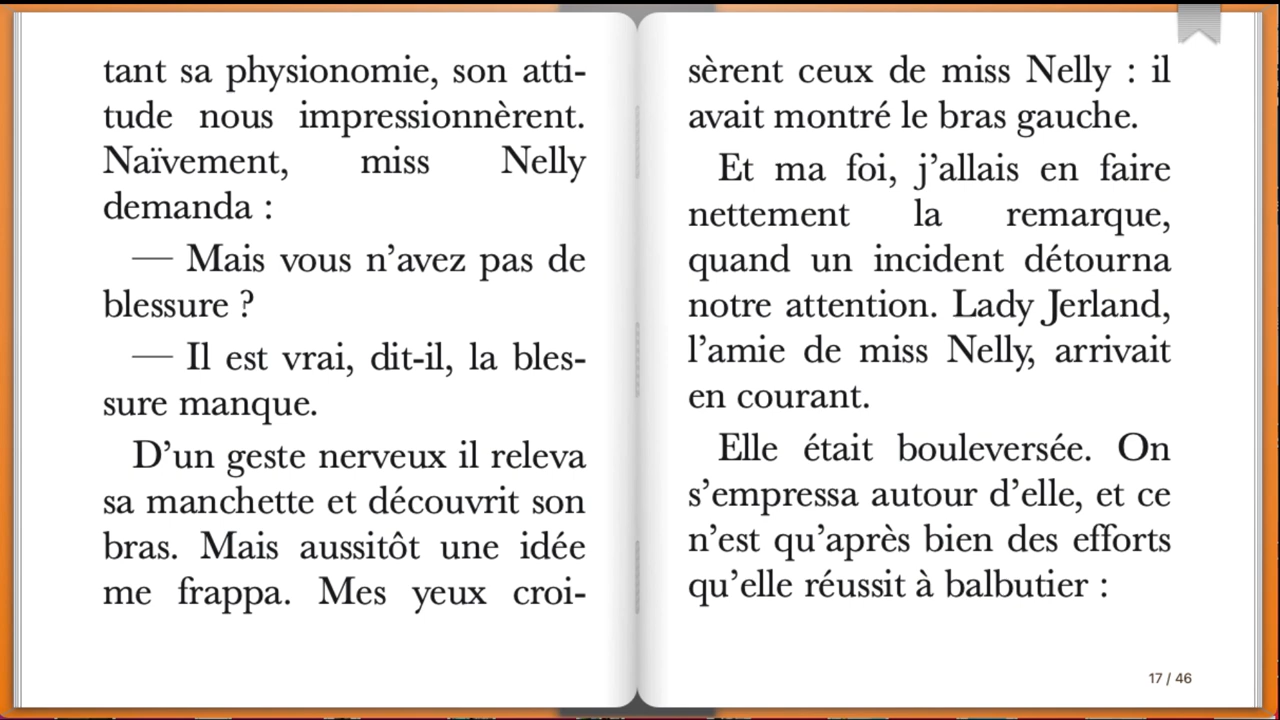 tant sa physionomie, son atti-
tude nous impressionnèrent.
Naïvement, miss Nelly
demanda :
— Mais vous n’avez pas de
blessure ?
— Il est vrai, dit-il, la bles-
sure manque.
D’un geste nerveux il releva
sa manchette et découvrit son
bras. Mais aussitôt une idée
me frappa. Mes yeux croi-
sèrent ceux de miss Nelly : il
avait montré le bras gauche.
Et ma foi, j’allais en faire
nettement la remarque,
quand un incident détourna
notre attention. Lady Jerland,
l’amie de miss Nelly, arrivait
en courant.
Elle était bouleversée. On
s’empressa autour d’elle, et ce
n’est qu’après bien des efforts
qu’elle réussit à balbutier :
17 / 46